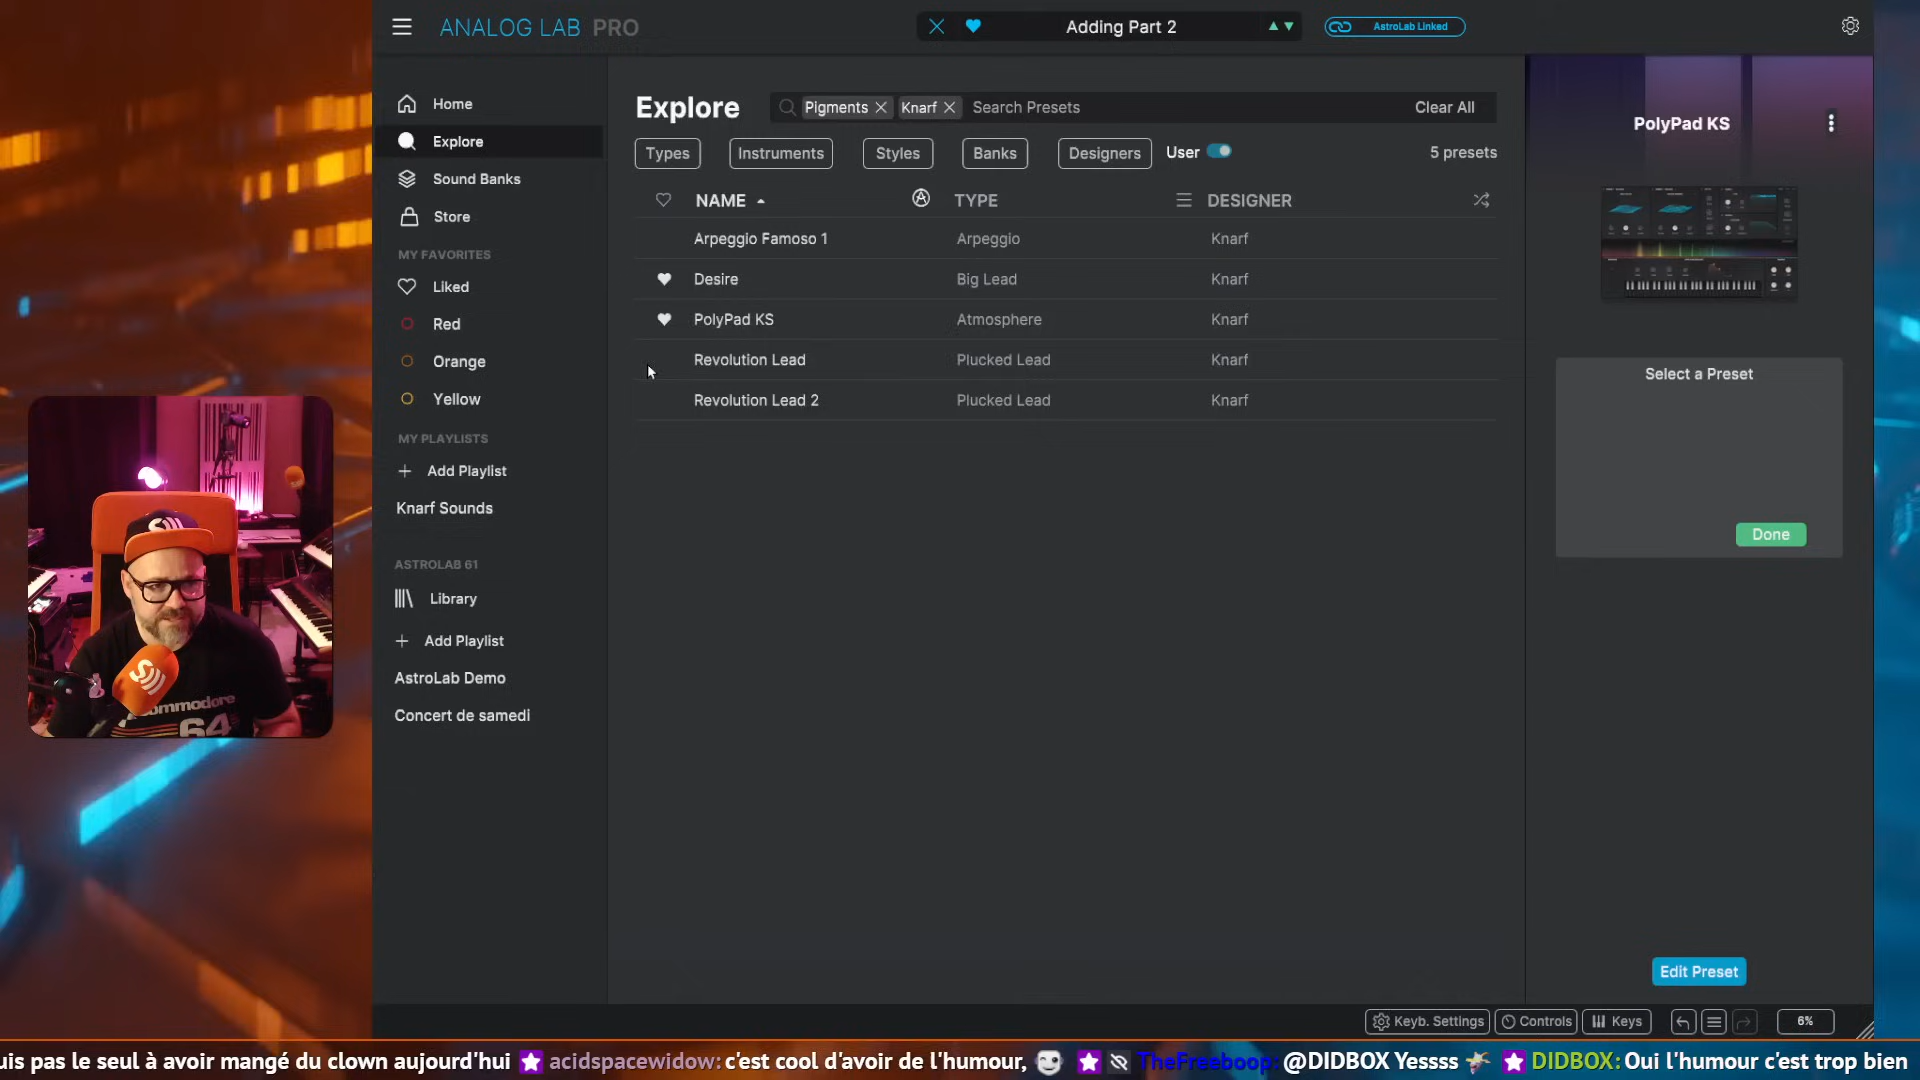 ANALOG LAB PRO
Adding Part 2
AstroLab Linked
Home
Explore
Sound Banks
Store
MY FAVORITES
Liked
Red
Orange
Yellow
MY PLAYLISTS
Add Playlist
Knarf Sounds
ASTROLAB 61
Library
Add Playlist
AstroLab Demo
Concert de samedi
Explore
Pigments
Knarf
Search Presets
Clear All
Types
Instruments
Styles
Banks
Designers
User
5 presets
NAME
TYPE
DESIGNER
Arpeggio Famoso 1 Arpeggio Knarf
Desire Big Lead Knarf
PolyPad KS Atmosphere Knarf
Revolution Lead Plucked Lead Knarf
Revolution Lead 2 Plucked Lead Knarf
PolyPad KS
Select a Preset
Done
Edit Preset
Keyb. Settings
Controls
Keys
6%
commodore
64
uis pas le seul à avoir mangé du clown aujourd'hui acidspacewidow: c'est cool d'avoir de l'humour, TheFreeboop: @DIDBOX Yessss DIDBOX: Oui l'humour c'est trop bien